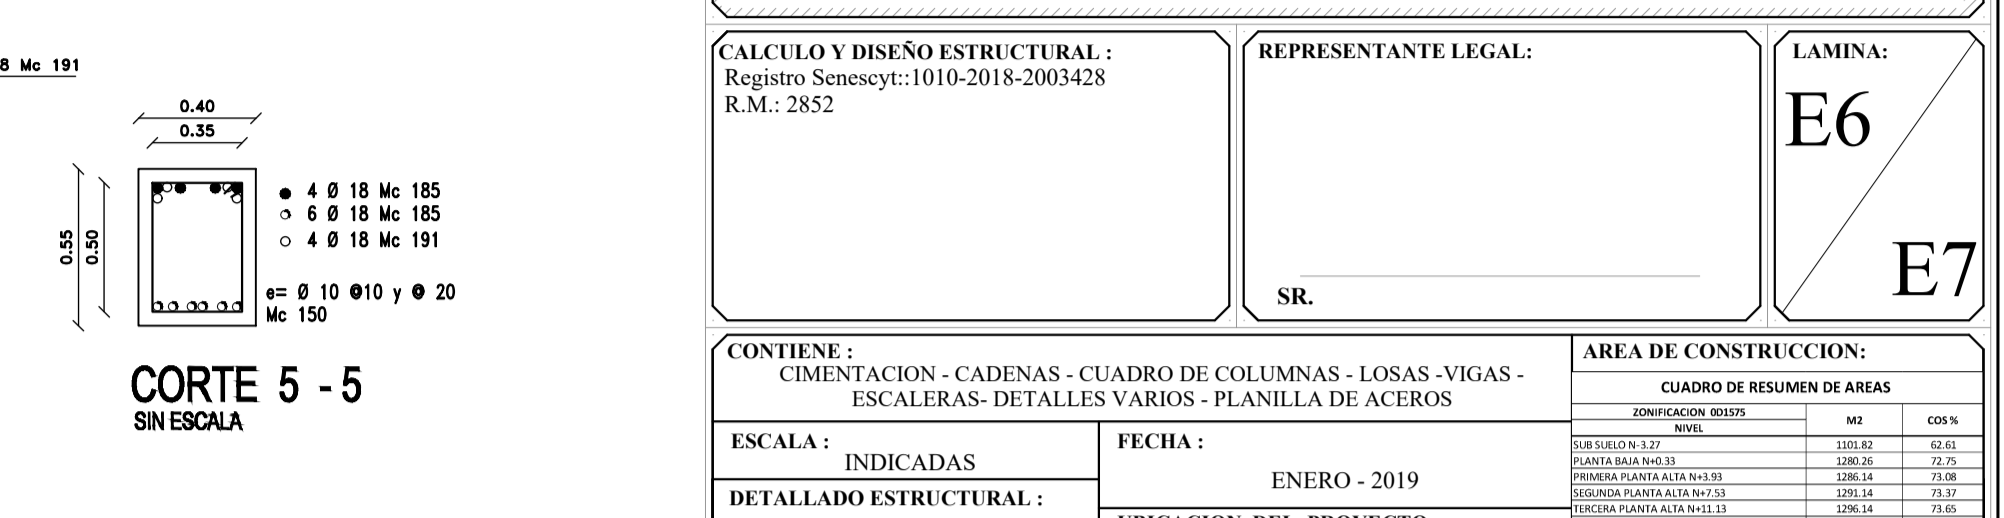 8 Mc 191
0.40
0.35
0.55
0.50
4 Ø 18 Mc 185
6 Ø 18 Mc 185
4 Ø 18 Mc 191
e= Ø 10 @10 y @ 20
Mc 150
CORTE 5 - 5
SIN ESCALA
CALCULO Y DISEÑO ESTRUCTURAL :
Registro Senescyt::1010-2018-2003428
R.M.: 2852
REPRESENTANTE LEGAL:
SR.
LAMINA:
E6
E7
CONTIENE :
CIMENTACION - CADENAS - CUADRO DE COLUMNAS - LOSAS -VIGAS -
ESCALERAS- DETALLES VARIOS - PLANILLA DE ACEROS
ESCALA :
INDICADAS
FECHA :
ENERO - 2019
DETALLADO ESTRUCTURAL :
UBICACION DEL PROYECTO
AREA DE CONSTRUCCION:
CUADRO DE RESUMEN DE AREAS
ZONIFICACION 0D1575
NIVEL M2 COS %
SUB SUELO N-3.27 1101.82 62.61
PLANTA BAJA N+0.33 1280.26 72.75
PRIMERA PLANTA ALTA N+3.93 1286.14 73.08
SEGUNDA PLANTA ALTA N+7.53 1291.14 73.37
TERCERA PLANTA ALTA N+11.13 1296.14 73.65